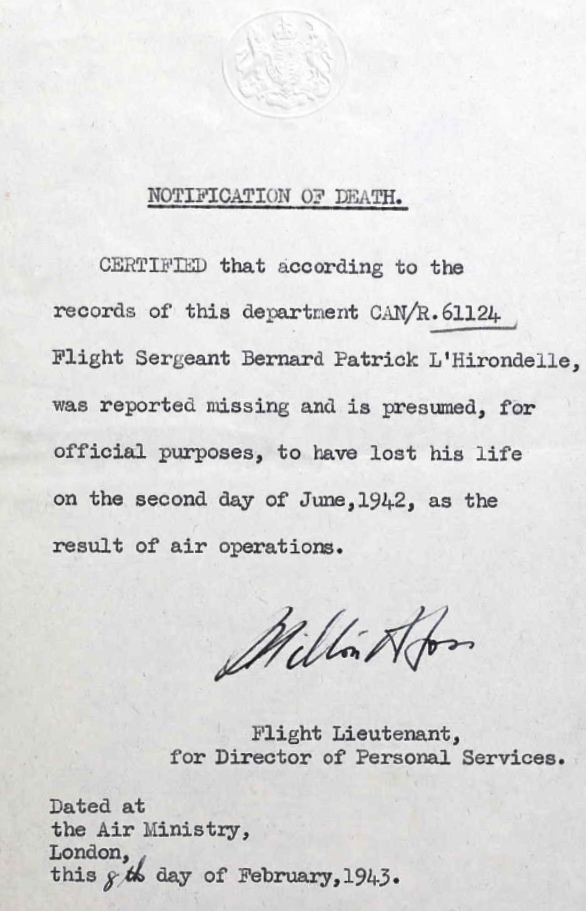 NOTIFICATION OF DEATH.
CERTIFIED that according to the
records of this department CAN/R.61124
Flight Sergeant Bernard Patrick L'Hirondelle,
was reported missing and is presumed, for
official purposes, to have lost his life
on the second day of June,1942, as the
result of air operations.
Flight Lieutenant,
for Director of Personal Services.
Dated at
the Air Ministry,
London,
this 8th day of February,1943.